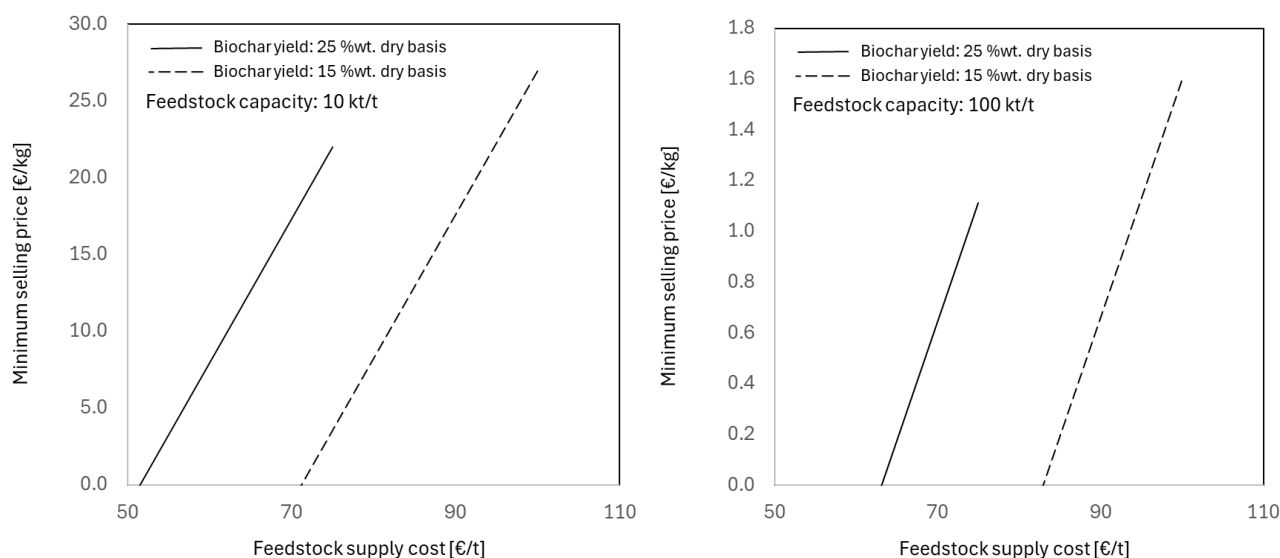 30.0
25.0
20.0
15.0
10.0
5.0
0.0
Minimum selling price [€/kg]
Biochar yield: 25 %wt. dry basis
Biochar yield: 15 %wt. dry basis
Feedstock capacity: 10 kt/t
50 70 90 110
Feedstock supply cost [€/t]
1.8
1.6
1.4
1.2
1.0
0.8
0.6
0.4
0.2
0.0
Minimum selling price [€/kg]
Biochar yield: 25 %wt. dry basis
Biochar yield: 15 %wt. dry basis
Feedstock capacity: 100 kt/t
50 70 90 110
Feedstock supply cost [€/t]